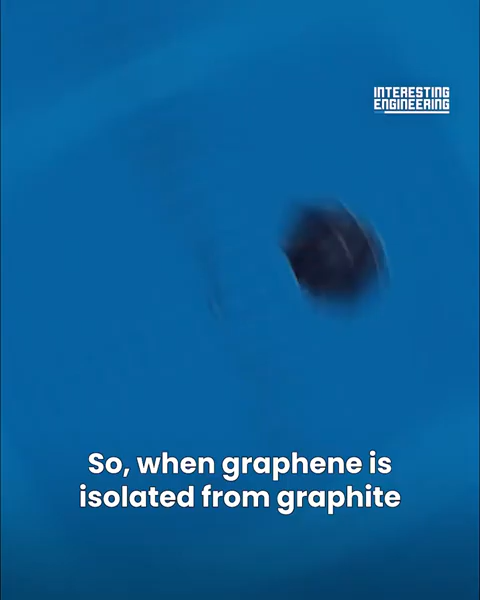 INTERESTING
ENGINEERING
So, when graphene is
isolated from graphite